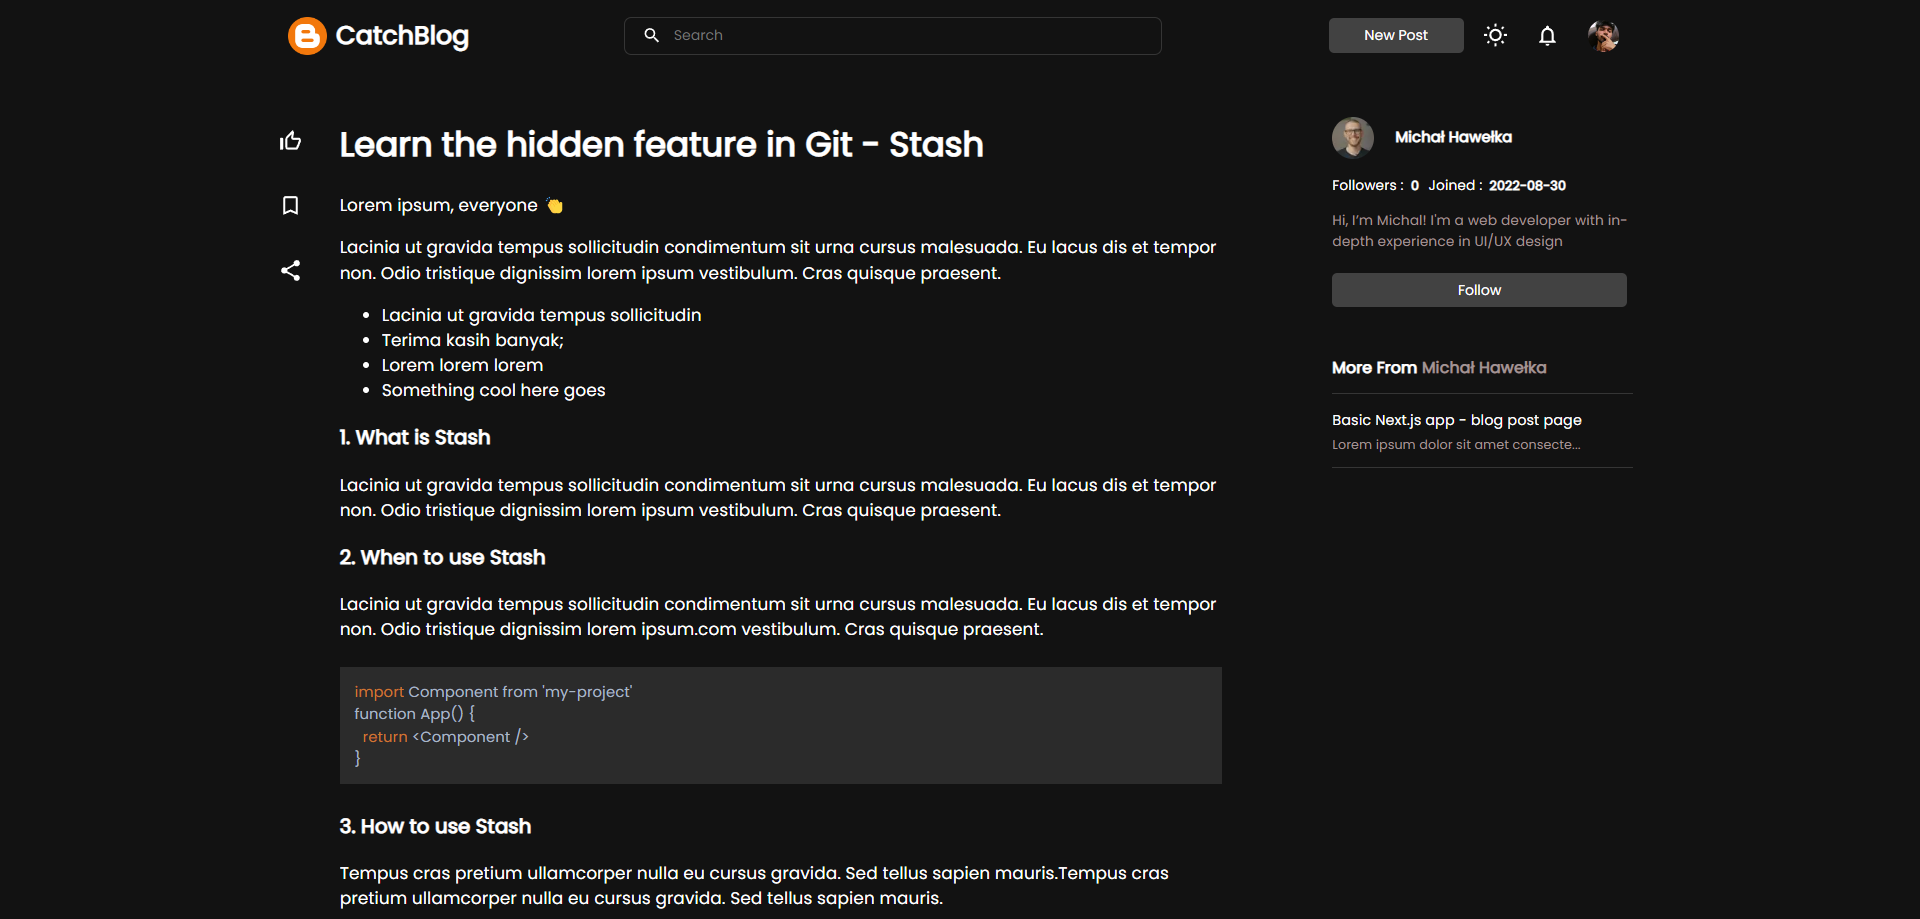 CatchBlog
Search
New Post
Learn the hidden feature in Git - Stash
Lorem ipsum, everyone 👏
Lacinia ut gravida tempus sollicitudin condimentum sit urna cursus malesuada. Eu lacus dis et tempor
non. Odio tristique dignissim lorem ipsum vestibulum. Cras quisque praesent.
• Lacinia ut gravida tempus sollicitudin
• Terima kasih banyak;
• Lorem lorem lorem
• Something cool here goes
1. What is Stash
Lacinia ut gravida tempus sollicitudin condimentum sit urna cursus malesuada. Eu lacus dis et tempor
non. Odio tristique dignissim lorem ipsum vestibulum. Cras quisque praesent.
2. When to use Stash
Lacinia ut gravida tempus sollicitudin condimentum sit urna cursus malesuada. Eu lacus dis et tempor
non. Odio tristique dignissim lorem ipsum.com vestibulum. Cras quisque praesent.
import Component from 'my-project'
function App() {
  return <Component />
}
3. How to use Stash
Tempus cras pretium ullamcorper nulla eu cursus gravida. Sed tellus sapien mauris.Tempus cras
pretium ullamcorper nulla eu cursus gravida. Sed tellus sapien mauris.
Michał Hawełka
Followers : 0 Joined : 2022-08-30
Hi, I’m Michal! I'm a web developer with in-
depth experience in UI/UX design
Follow
More From Michał Hawełka
Basic Next.js app - blog post page
Lorem ipsum dolor sit amet consecte...